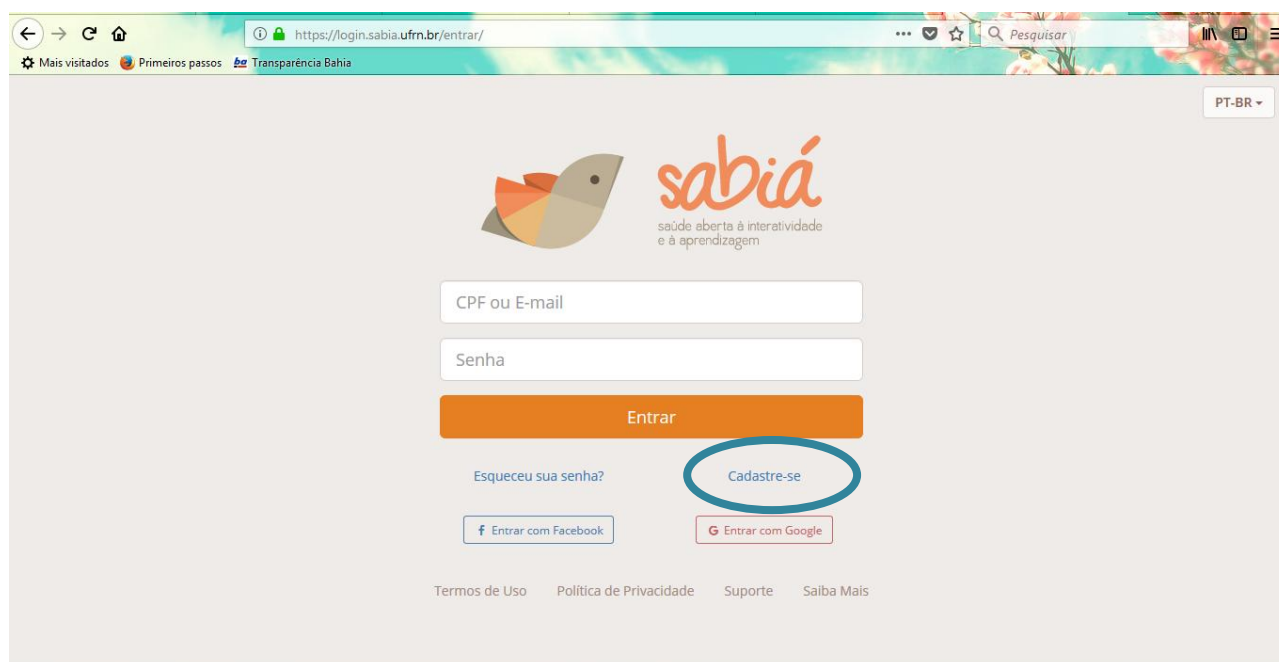 https://login.sabia.ufrn.br/entrar/
Pesquisar
Mais visitados Primeiros passos ba Transparência Bahia
PT-BR
sabiá
saúde aberta à interatividade
e à aprendizagem
CPF ou E-mail
Senha
Entrar
Esqueceu sua senha? Cadastre-se
f Entrar com Facebook G Entrar com Google
Termos de Uso Política de Privacidade Suporte Saiba Mais